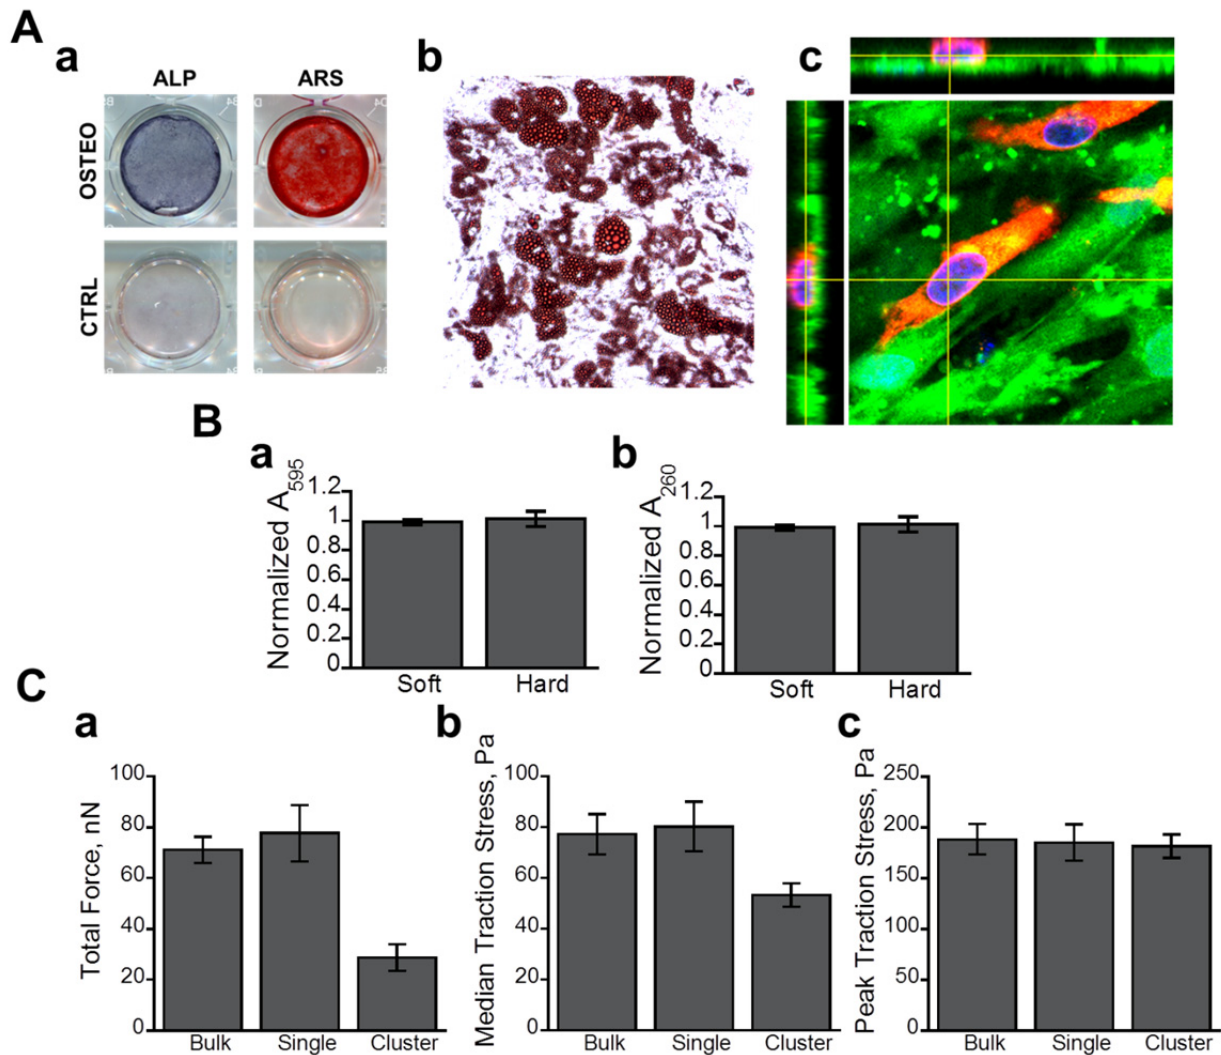 A
a
b
c
ALP
ARS
OSTEO
CTRL
B
a
b
Normalized A595
1.2
1
0.8
0.6
0.4
0.2
0
Soft
Hard
Normalized A260
1.2
1
0.8
0.6
0.4
0.2
0
Soft
Hard
C
a
b
c
Total Force, nN
100
80
60
40
20
0
Bulk
Single
Cluster
Median Traction Stress, Pa
100
80
60
40
20
0
Bulk
Single
Cluster
Peak Traction Stress, Pa
250
200
150
100
50
0
Bulk
Single
Cluster